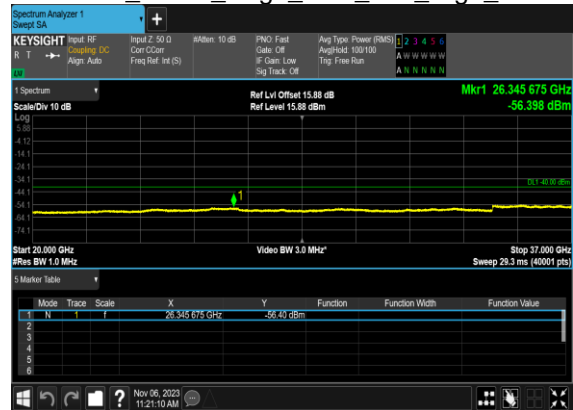 Spectrum Analyzer 1
Swept SA
KEYSIGHT Input: RF Input Z: 50 Ω #Atten: 10 dB PNO: Fast Avg Type: Power (RMS) 1 2 3 4 5 6
R T Coupling: DC Corr CCorr Gate: Off Avg|Hold: 100/100 A W W W W W
Align: Auto Freq Ref: Int (S) IF Gain: Low Trig: Free Run
Sig Track: Off A N N N N N
1 Spectrum Ref Lvl Offset 15.88 dB Mkr1 26.345 675 GHz
Scale/Div 10 dB Ref Level 15.88 dBm -56.398 dBm
Log
5.88
-4.12
-14.1
-24.1
-34.1
DL1 -40.00 dBm
-44.1
1
-54.1
-64.1
-74.1
Start 20.000 GHz Video BW 3.0 MHz* Stop 37.000 GHz
#Res BW 1.0 MHz Sweep 29.3 ms (40001 pts)
5 Marker Table
Mode Trace Scale X Y Function Function Width Function Value
1 N 1 f 26.345 675 GHz -56.40 dBm
2
3
4
5
6
Nov 06, 2023
11:21:10 AM